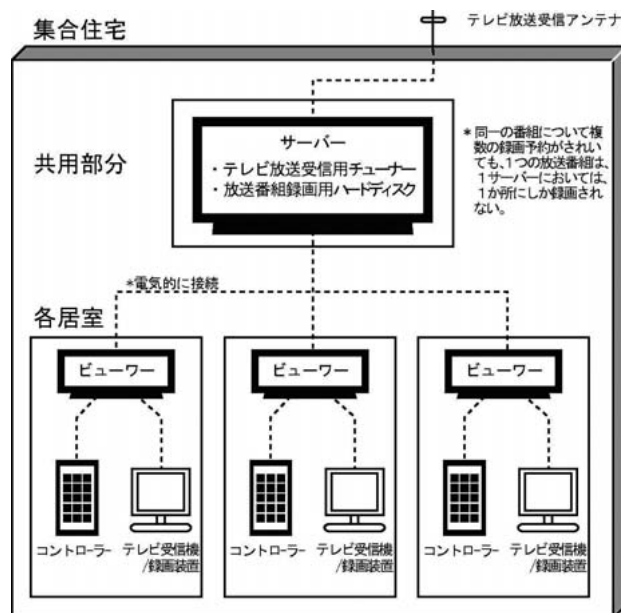 集合住宅
テレビ放送受信アンテナ
共用部分
サーバー
・テレビ放送受信用チューナー
・放送番組録画用ハードディスク
* 同一の番組について複
数の録画予約がされい
ても、1つの放送番組は、
1サーバーにおいては、
1か所にしか録画され
ない。
*電気的に接続
各居室
ビューワー
コントローラー
テレビ受信機
/録画装置
ビューワー
コントローラー
テレビ受信機
/録画装置
ビューワー
コントローラー
テレビ受信機
/録画装置